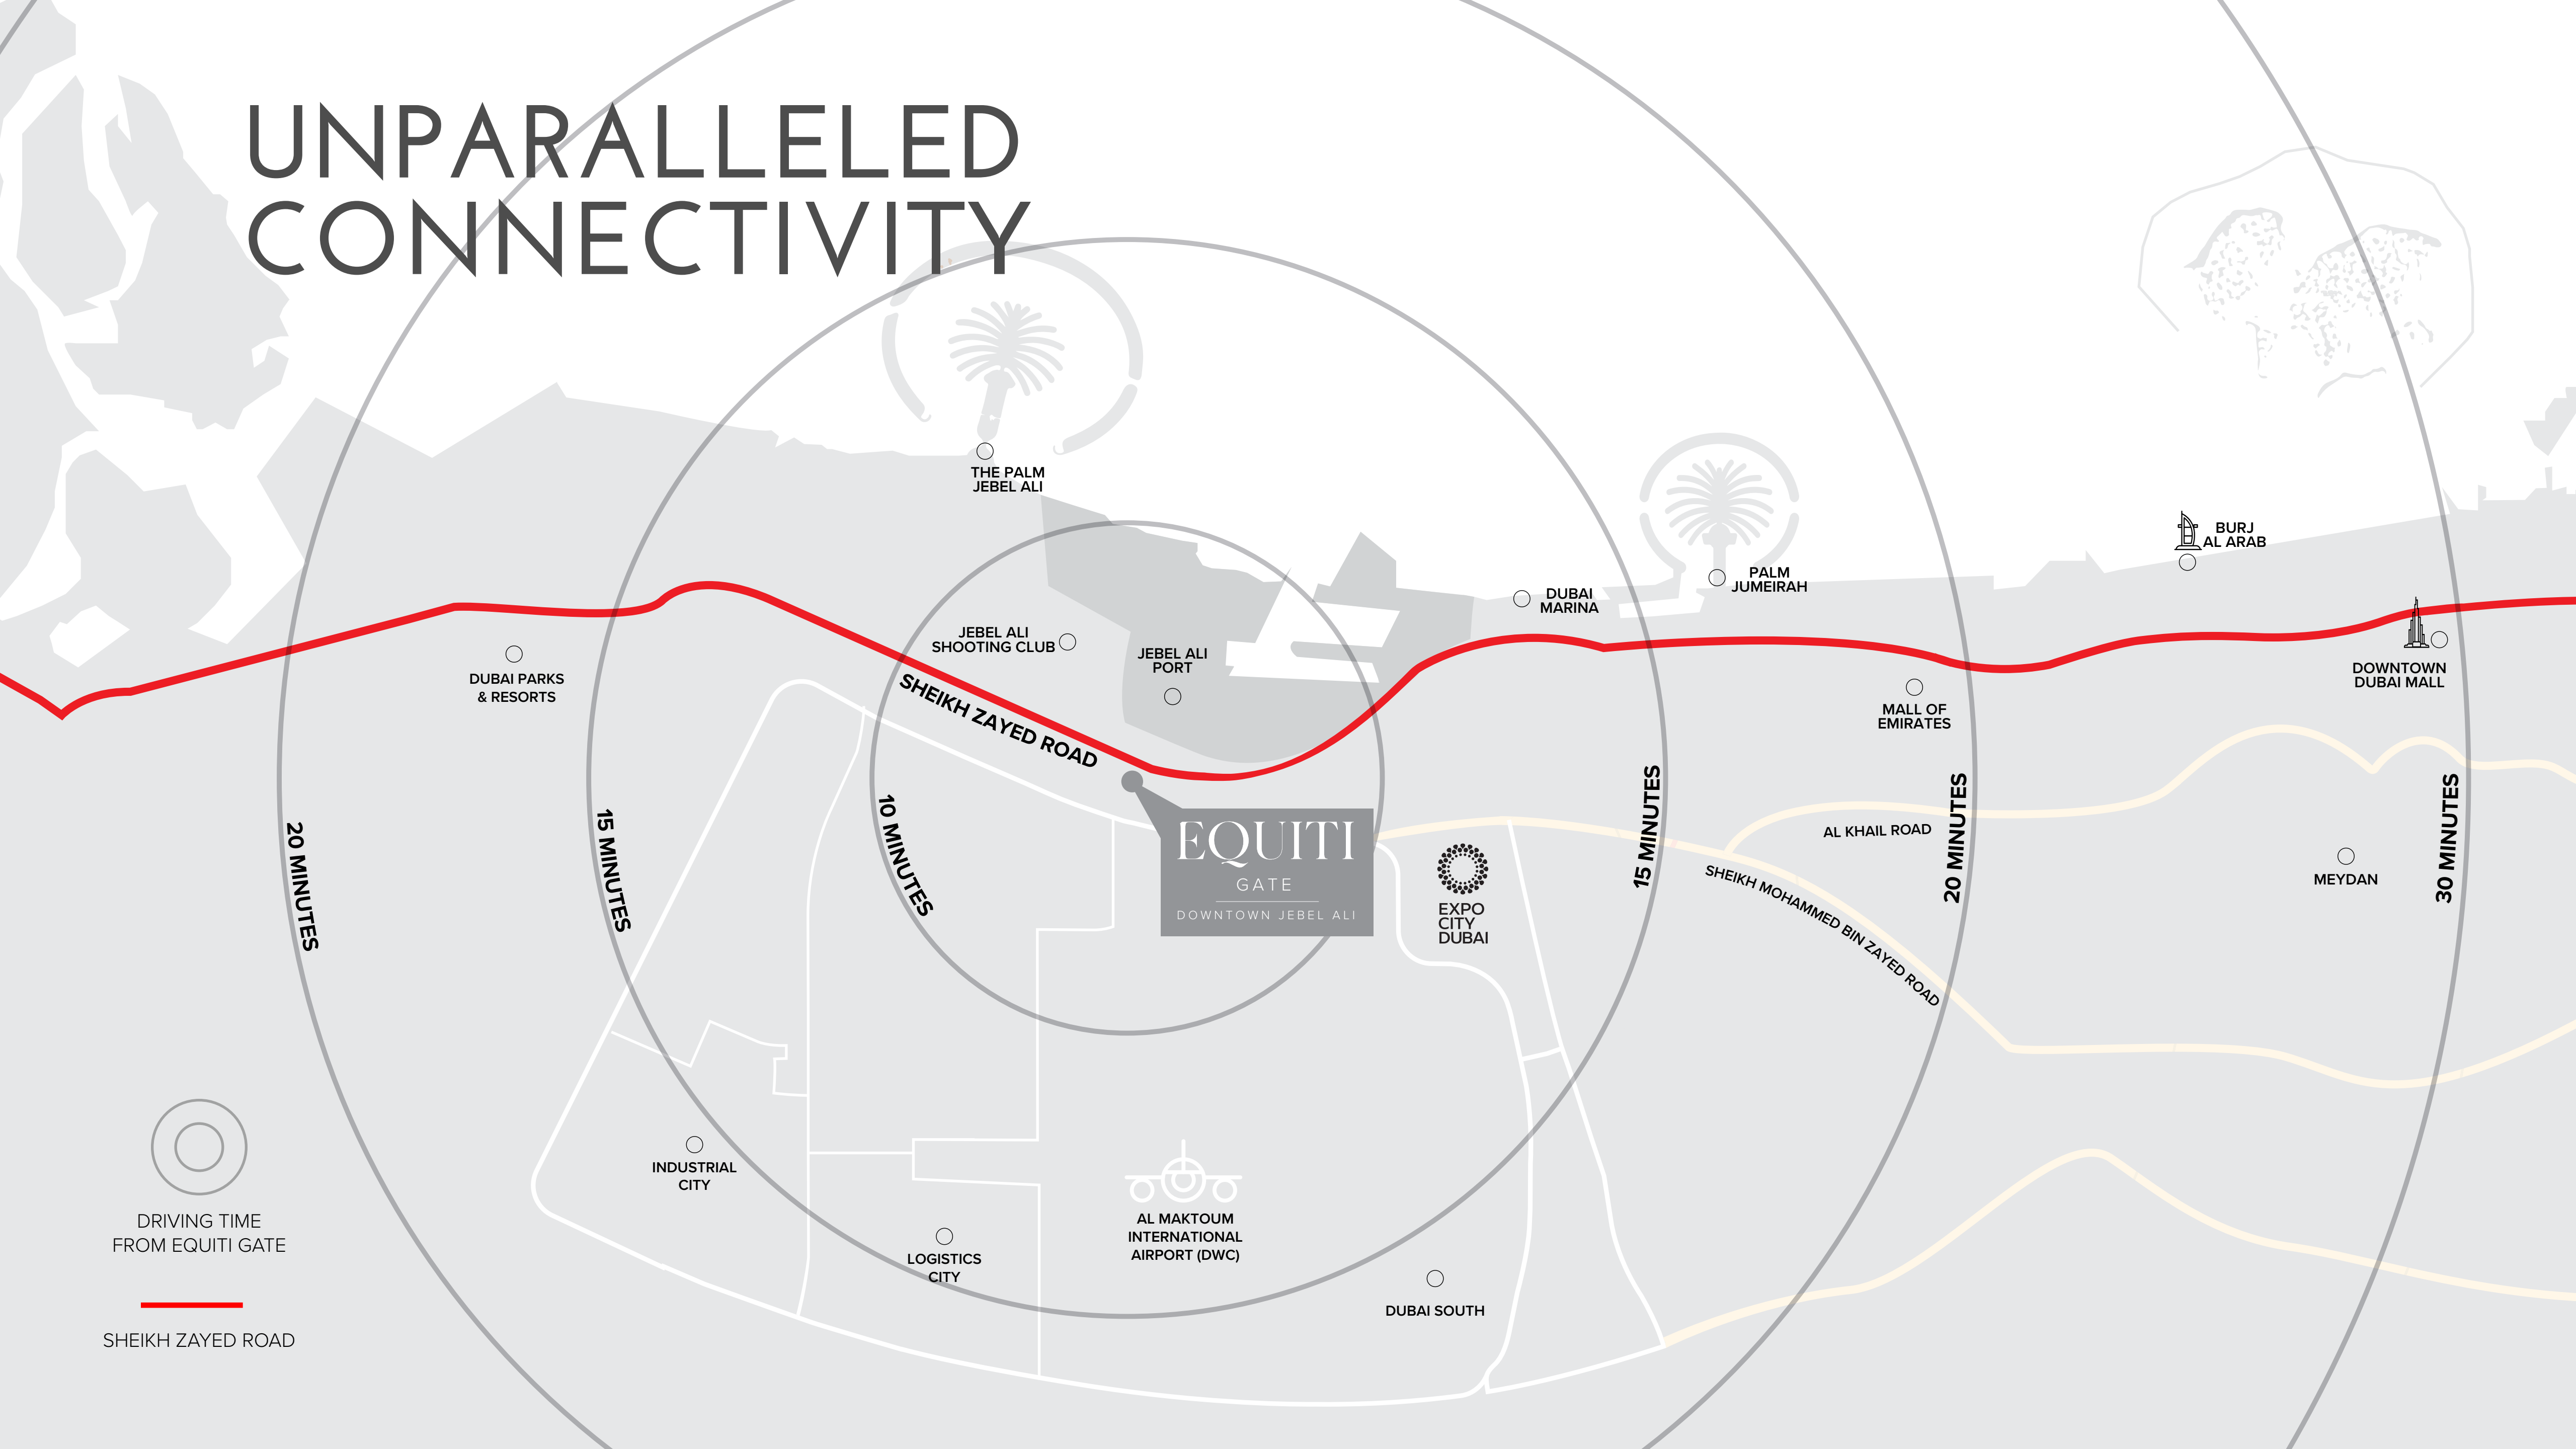 UNPARALLELED
CONNECTIVITY
THE PALM
JEBEL ALI
BURJ
AL ARAB
PALM
JUMEIRAH
DUBAI
MARINA
JEBEL ALI
SHOOTING CLUB
JEBEL ALI
PORT
DUBAI PARKS
& RESORTS
DOWNTOWN
DUBAI MALL
MALL OF
EMIRATES
SHEIKH ZAYED ROAD
20 MINUTES
15 MINUTES
10 MINUTES
EQUITI
GATE
DOWNTOWN JEBEL ALI
EXPO
CITY
DUBAI
15 MINUTES
20 MINUTES
30 MINUTES
AL KHAIL ROAD
SHEIKH MOHAMMED BIN ZAYED ROAD
MEYDAN
INDUSTRIAL
CITY
LOGISTICS
CITY
AL MAKTOUM
INTERNATIONAL
AIRPORT (DWC)
DUBAI SOUTH
DRIVING TIME
FROM EQUITI GATE
SHEIKH ZAYED ROAD